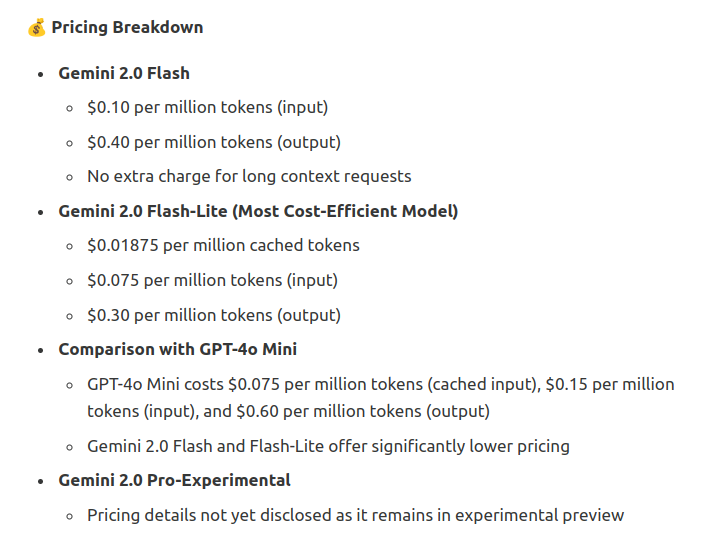 💰 Pricing Breakdown
• Gemini 2.0 Flash
◦ $0.10 per million tokens (input)
◦ $0.40 per million tokens (output)
◦ No extra charge for long context requests
• Gemini 2.0 Flash-Lite (Most Cost-Efficient Model)
◦ $0.01875 per million cached tokens
◦ $0.075 per million tokens (input)
◦ $0.30 per million tokens (output)
• Comparison with GPT-4o Mini
◦ GPT-4o Mini costs $0.075 per million tokens (cached input), $0.15 per million
tokens (input), and $0.60 per million tokens (output)
◦ Gemini 2.0 Flash and Flash-Lite offer significantly lower pricing
• Gemini 2.0 Pro-Experimental
◦ Pricing details not yet disclosed as it remains in experimental preview